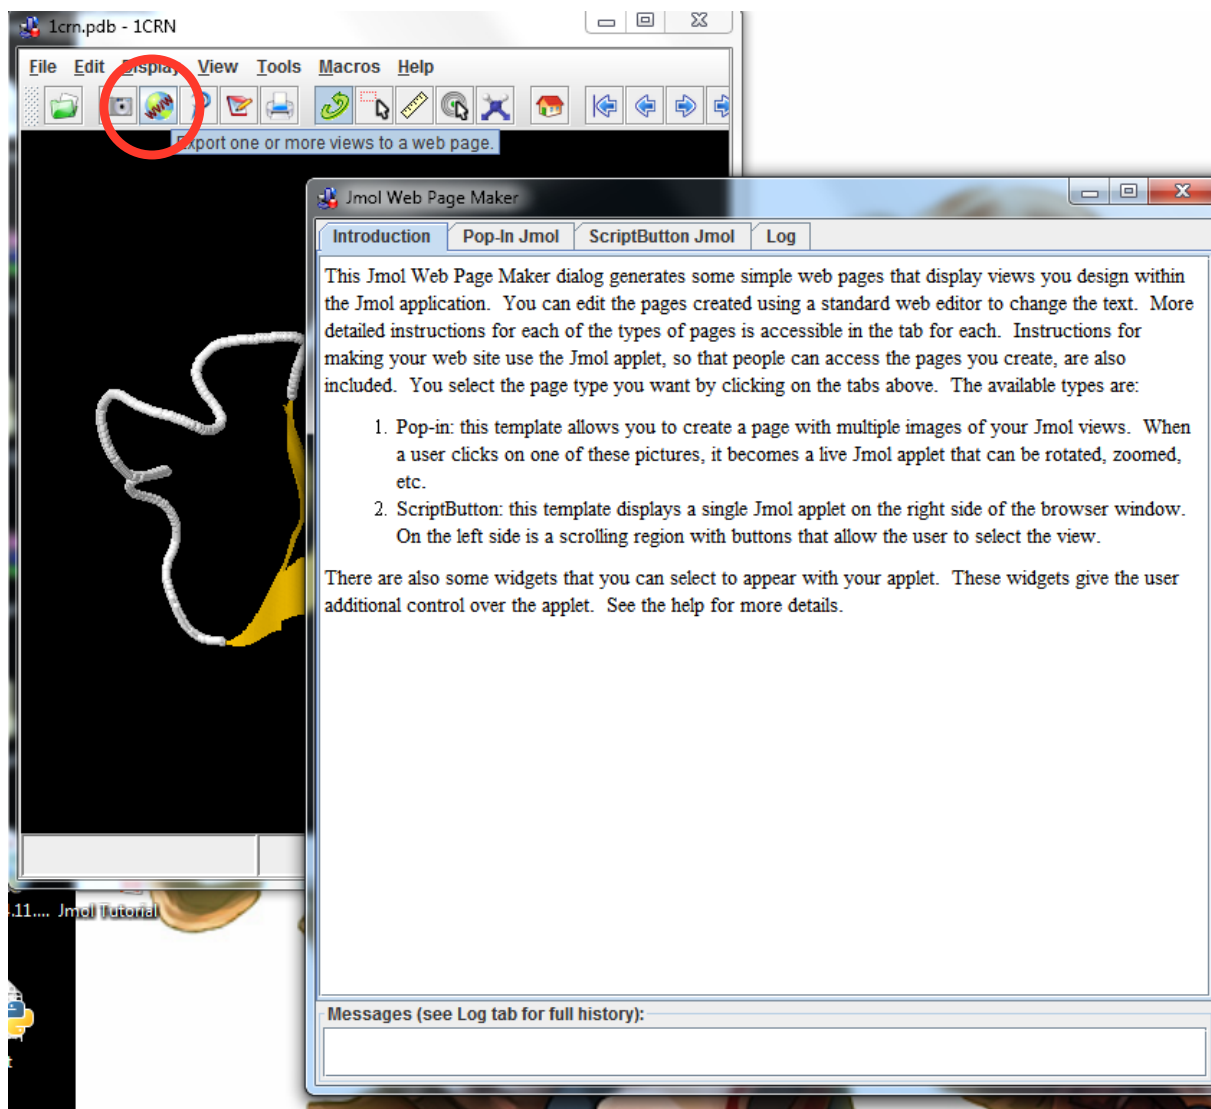 1crn.pdb - 1CRN
File Edit Display View Tools Macros Help
WWW
Export one or more views to a web page.
Jmol Web Page Maker
Introduction Pop-In Jmol ScriptButton Jmol Log
This Jmol Web Page Maker dialog generates some simple web pages that display views you design within
the Jmol application. You can edit the pages created using a standard web editor to change the text. More
detailed instructions for each of the types of pages is accessible in the tab for each. Instructions for
making your web site use the Jmol applet, so that people can access the pages you create, are also
included. You select the page type you want by clicking on the tabs above. The available types are:
1. Pop-in: this template allows you to create a page with multiple images of your Jmol views. When
a user clicks on one of these pictures, it becomes a live Jmol applet that can be rotated, zoomed,
etc.
2. ScriptButton: this template displays a single Jmol applet on the right side of the browser window.
On the left side is a scrolling region with buttons that allow the user to select the view.
There are also some widgets that you can select to appear with your applet. These widgets give the user
additional control over the applet. See the help for more details.
.11.... Jmol Tutorial
t
Messages (see Log tab for full history):